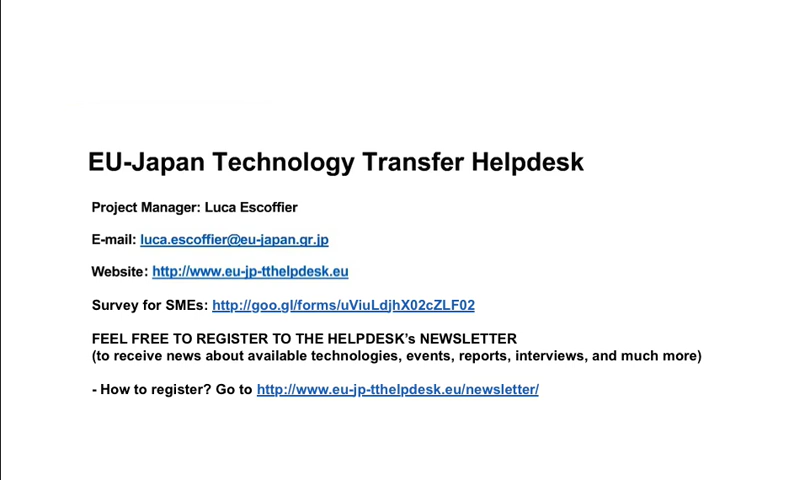 EU-Japan Technology Transfer Helpdesk
Project Manager: Luca Escoffier
E-mail: luca.escoffier@eu-japan.gr.jp
Website: http://www.eu-jp-tthelpdesk.eu
Survey for SMEs: http://goo.gl/forms/uViuLdjhX02cZLF02
FEEL FREE TO REGISTER TO THE HELPDESK's NEWSLETTER
(to receive news about available technologies, events, reports, interviews, and much more)
- How to register? Go to http://www.eu-jp-tthelpdesk.eu/newsletter/